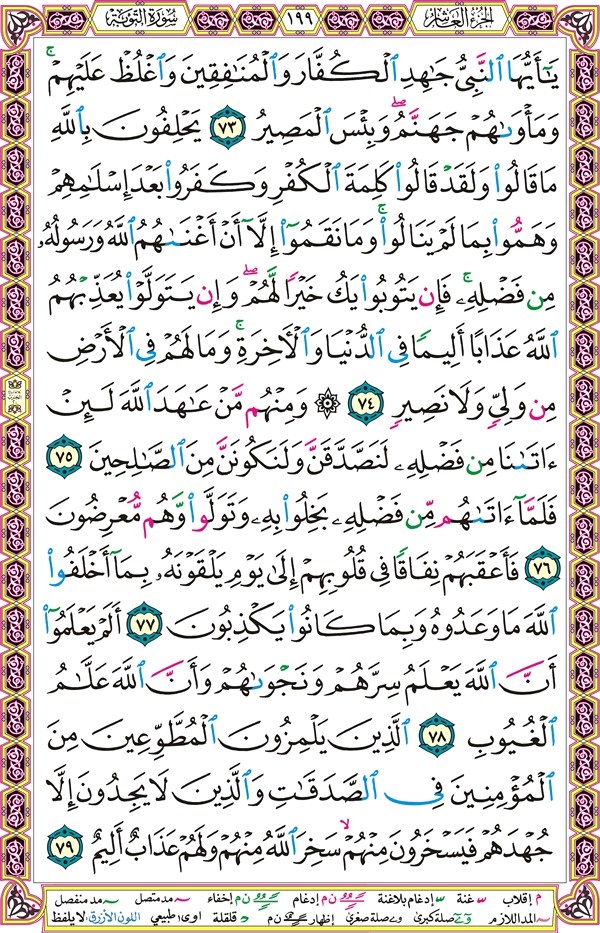 سورة التوبة ١٩٩ الجزء العاشر
يَـٰٓأَيُّهَا ٱلنَّبِىُّ جَـٰهِدِ ٱلْكُفَّارَ وَٱلْمُنَـٰفِقِينَ وَٱغْلُظْ عَلَيْهِمْ ۚ
وَمَأْوَىٰهُمْ جَهَنَّمُ ۖ وَبِئْسَ ٱلْمَصِيرُ ٧٣ يَحْلِفُونَ بِٱللَّهِ
مَا قَالُوا۟ وَلَقَدْ قَالُوا۟ كَلِمَةَ ٱلْكُفْرِ وَكَفَرُوا۟ بَعْدَ إِسْلَـٰمِهِمْ
وَهَمُّوا۟ بِمَا لَمْ يَنَالُوا۟ ۚ وَمَا نَقَمُوٓا۟ إِلَّآ أَنْ أَغْنَىٰهُمُ ٱللَّهُ وَرَسُولُهُۥ
مِن فَضْلِهِۦ ۚ فَإِن يَتُوبُوا۟ يَكُ خَيْرًا لَّهُمْ ۖ وَإِن يَتَوَلَّوْا۟ يُعَذِّبْهُمُ
ٱللَّهُ عَذَابًا أَلِيمًا فِى ٱلدُّنْيَا وَٱلْـَٔاخِرَةِ ۚ وَمَا لَهُمْ فِى ٱلْأَرْضِ
مِن وَلِىٍّ وَلَا نَصِيرٍ ٧٤ ۞ وَمِنْهُم مَّنْ عَـٰهَدَ ٱللَّهَ لَئِنْ
ءَاتَىٰنَا مِن فَضْلِهِۦ لَنَصَّدَّقَنَّ وَلَنَكُونَنَّ مِنَ ٱلصَّـٰلِحِينَ ٧٥
فَلَمَّآ ءَاتَىٰهُم مِّن فَضْلِهِۦ بَخِلُوا۟ بِهِۦ وَتَوَلَّوا۟ وَّهُم مُّعْرِضُونَ
٧٦ فَأَعْقَبَهُمْ نِفَاقًا فِى قُلُوبِهِمْ إِلَىٰ يَوْمِ يَلْقَوْنَهُۥ بِمَآ أَخْلَفُوا۟
ٱللَّهَ مَا وَعَدُوهُ وَبِمَا كَانُوا۟ يَكْذِبُونَ ٧٧ أَلَمْ يَعْلَمُوٓا۟
أَنَّ ٱللَّهَ يَعْلَمُ سِرَّهُمْ وَنَجْوَىٰهُمْ وَأَنَّ ٱللَّهَ عَلَّـٰمُ
ٱلْغُيُوبِ ٧٨ ٱلَّذِينَ يَلْمِزُونَ ٱلْمُطَّوِّعِينَ مِنَ
ٱلْمُؤْمِنِينَ فِى ٱلصَّدَقَـٰتِ وَٱلَّذِينَ لَا يَجِدُونَ إِلَّا
جُهْدَهُمْ فَيَسْخَرُونَ مِنْهُمْ ۙ سَخِرَ ٱللَّهُ مِنْهُمْ وَلَهُمْ عَذَابٌ أَلِيمٌ ٧٩
م إقلاب غنة إدغام بلاغنة ن م إدغام إخفاء مد متصل مد منفصل
المد اللازم صلة كبرى صلة صغرى إظهار ن م قلقلة اوى طبيعي اللون الأزرق: لا يلفظ